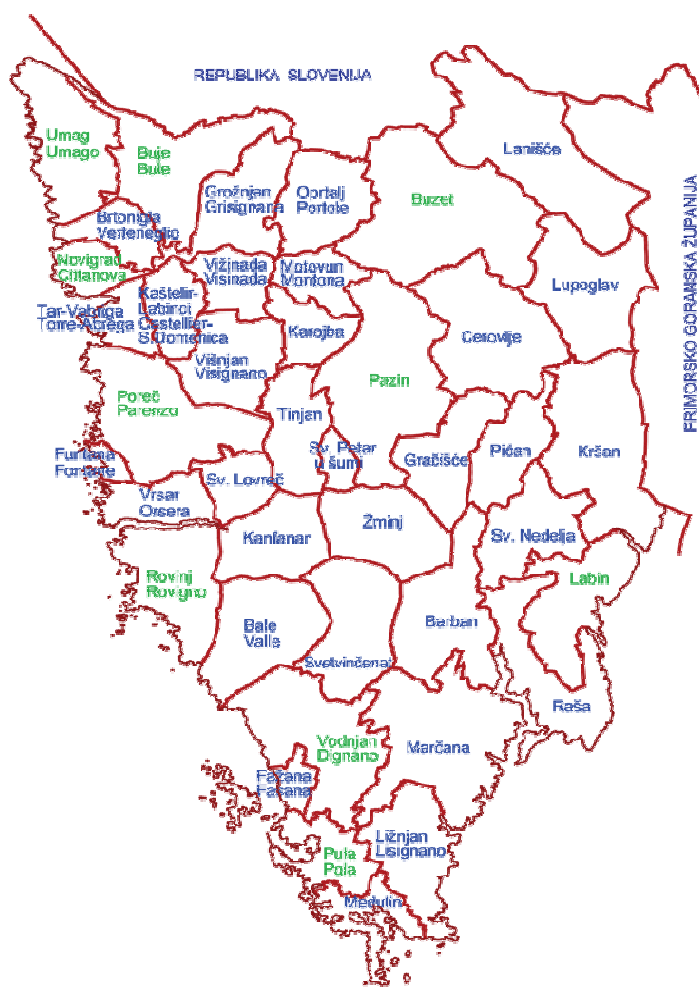 REPUBLIKA SLOVENIJA
Umag
Umago
Buje
Buie
Grožnjan
Grisignana
Oprtalj
Portole
Buzet
Lanišće
PRIMORSKO GORANSKA ŽUPANIJA
Brtonigla
Verteneglio
Novigrad
Cittanova
Vižinada
Visinada
Motovun
Montona
Lupoglav
Tar-Vabriga
Torre-Abrega
Kaštelir-
Labinci
Castellier-
S.Domenica
Karojba
Cerovlje
Višnjan
Visignano
Pazin
Poreč
Parenzo
Tinjan
Sv. Petar
u šumi
Gračišće
Pićan
Kršan
Funtana
Fontane
Sv. Lovreč
Vrsar
Orsera
Kanfanar
Žminj
Sv. Nedelja
Rovinj
Rovigno
Labin
Bale
Valle
Barban
Svetvinčenat
Raša
Vodnjan
Dignano
Marčana
Fažana
Fasana
Ližnjan
Lisignano
Pula
Pola
Medulin